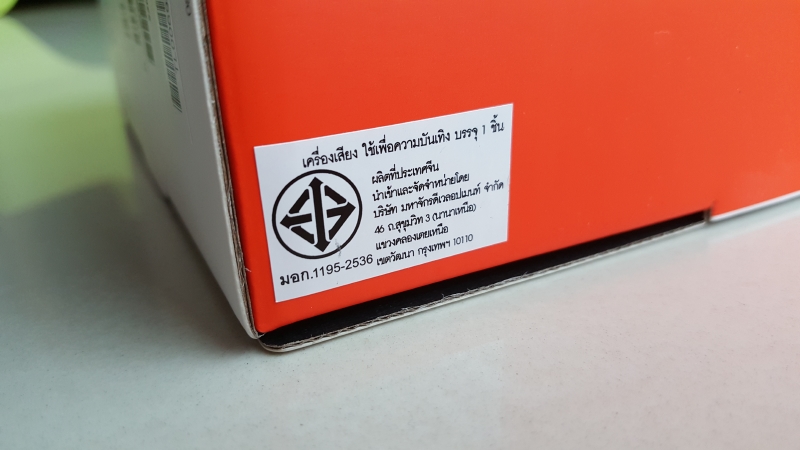 เครื่องเสียง ใช้เพื่อความบันเทิง บรรจุ 1 ชิ้น
ผลิตที่ประเทศจีน
นำเข้าและจัดจำหน่ายโดย
บริษัท มหาจักรดีเวลอปเมนท์ จำกัด
46 ถ.สุขุมวิท 3 (นานาเหนือ)
แขวงคลองเตยเหนือ
เขตวัฒนา กรุงเทพฯ 10110
มอก.1195-2536